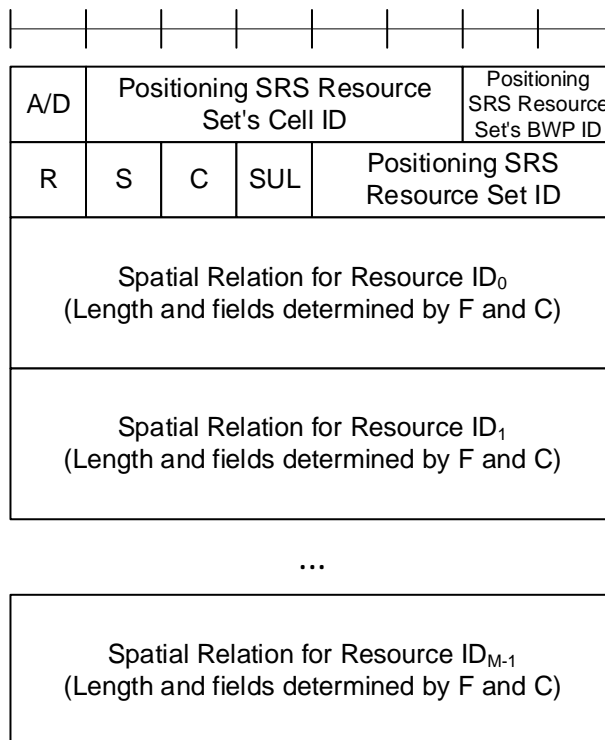 A/D
Positioning SRS Resource
Set's Cell ID
Positioning
SRS Resource
Set's BWP ID
R
S
C
SUL
Positioning SRS
Resource Set ID
Spatial Relation for Resource ID₀
(Length and fields determined by F and C)
Spatial Relation for Resource ID₁
(Length and fields determined by F and C)
...
Spatial Relation for Resource ID_{M-1}
(Length and fields determined by F and C)